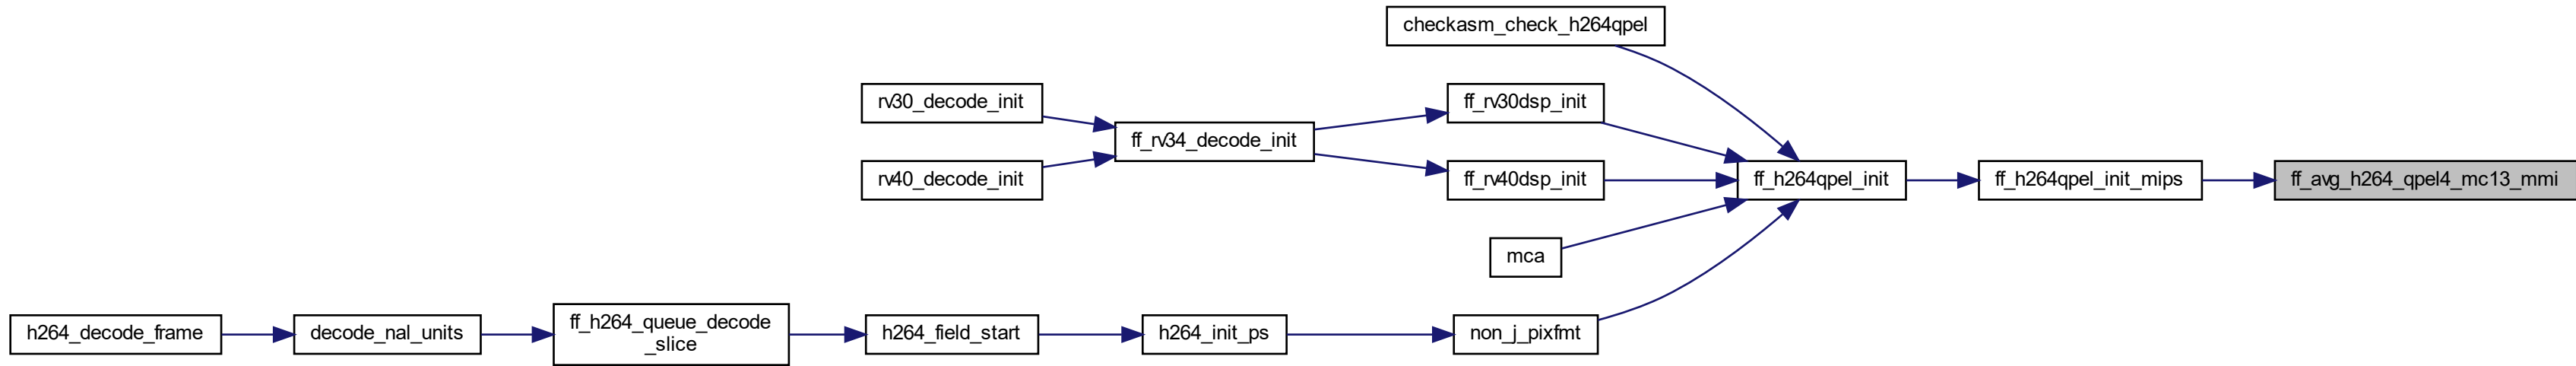 checkasm_check_h264qpel
rv30_decode_init
ff_rv30dsp_init
ff_rv34_decode_init
rv40_decode_init
ff_rv40dsp_init
ff_h264qpel_init
ff_h264qpel_init_mips
ff_avg_h264_qpel4_mc13_mmi
mca
h264_decode_frame
decode_nal_units
ff_h264_queue_decode
_slice
h264_field_start
h264_init_ps
non_j_pixfmt